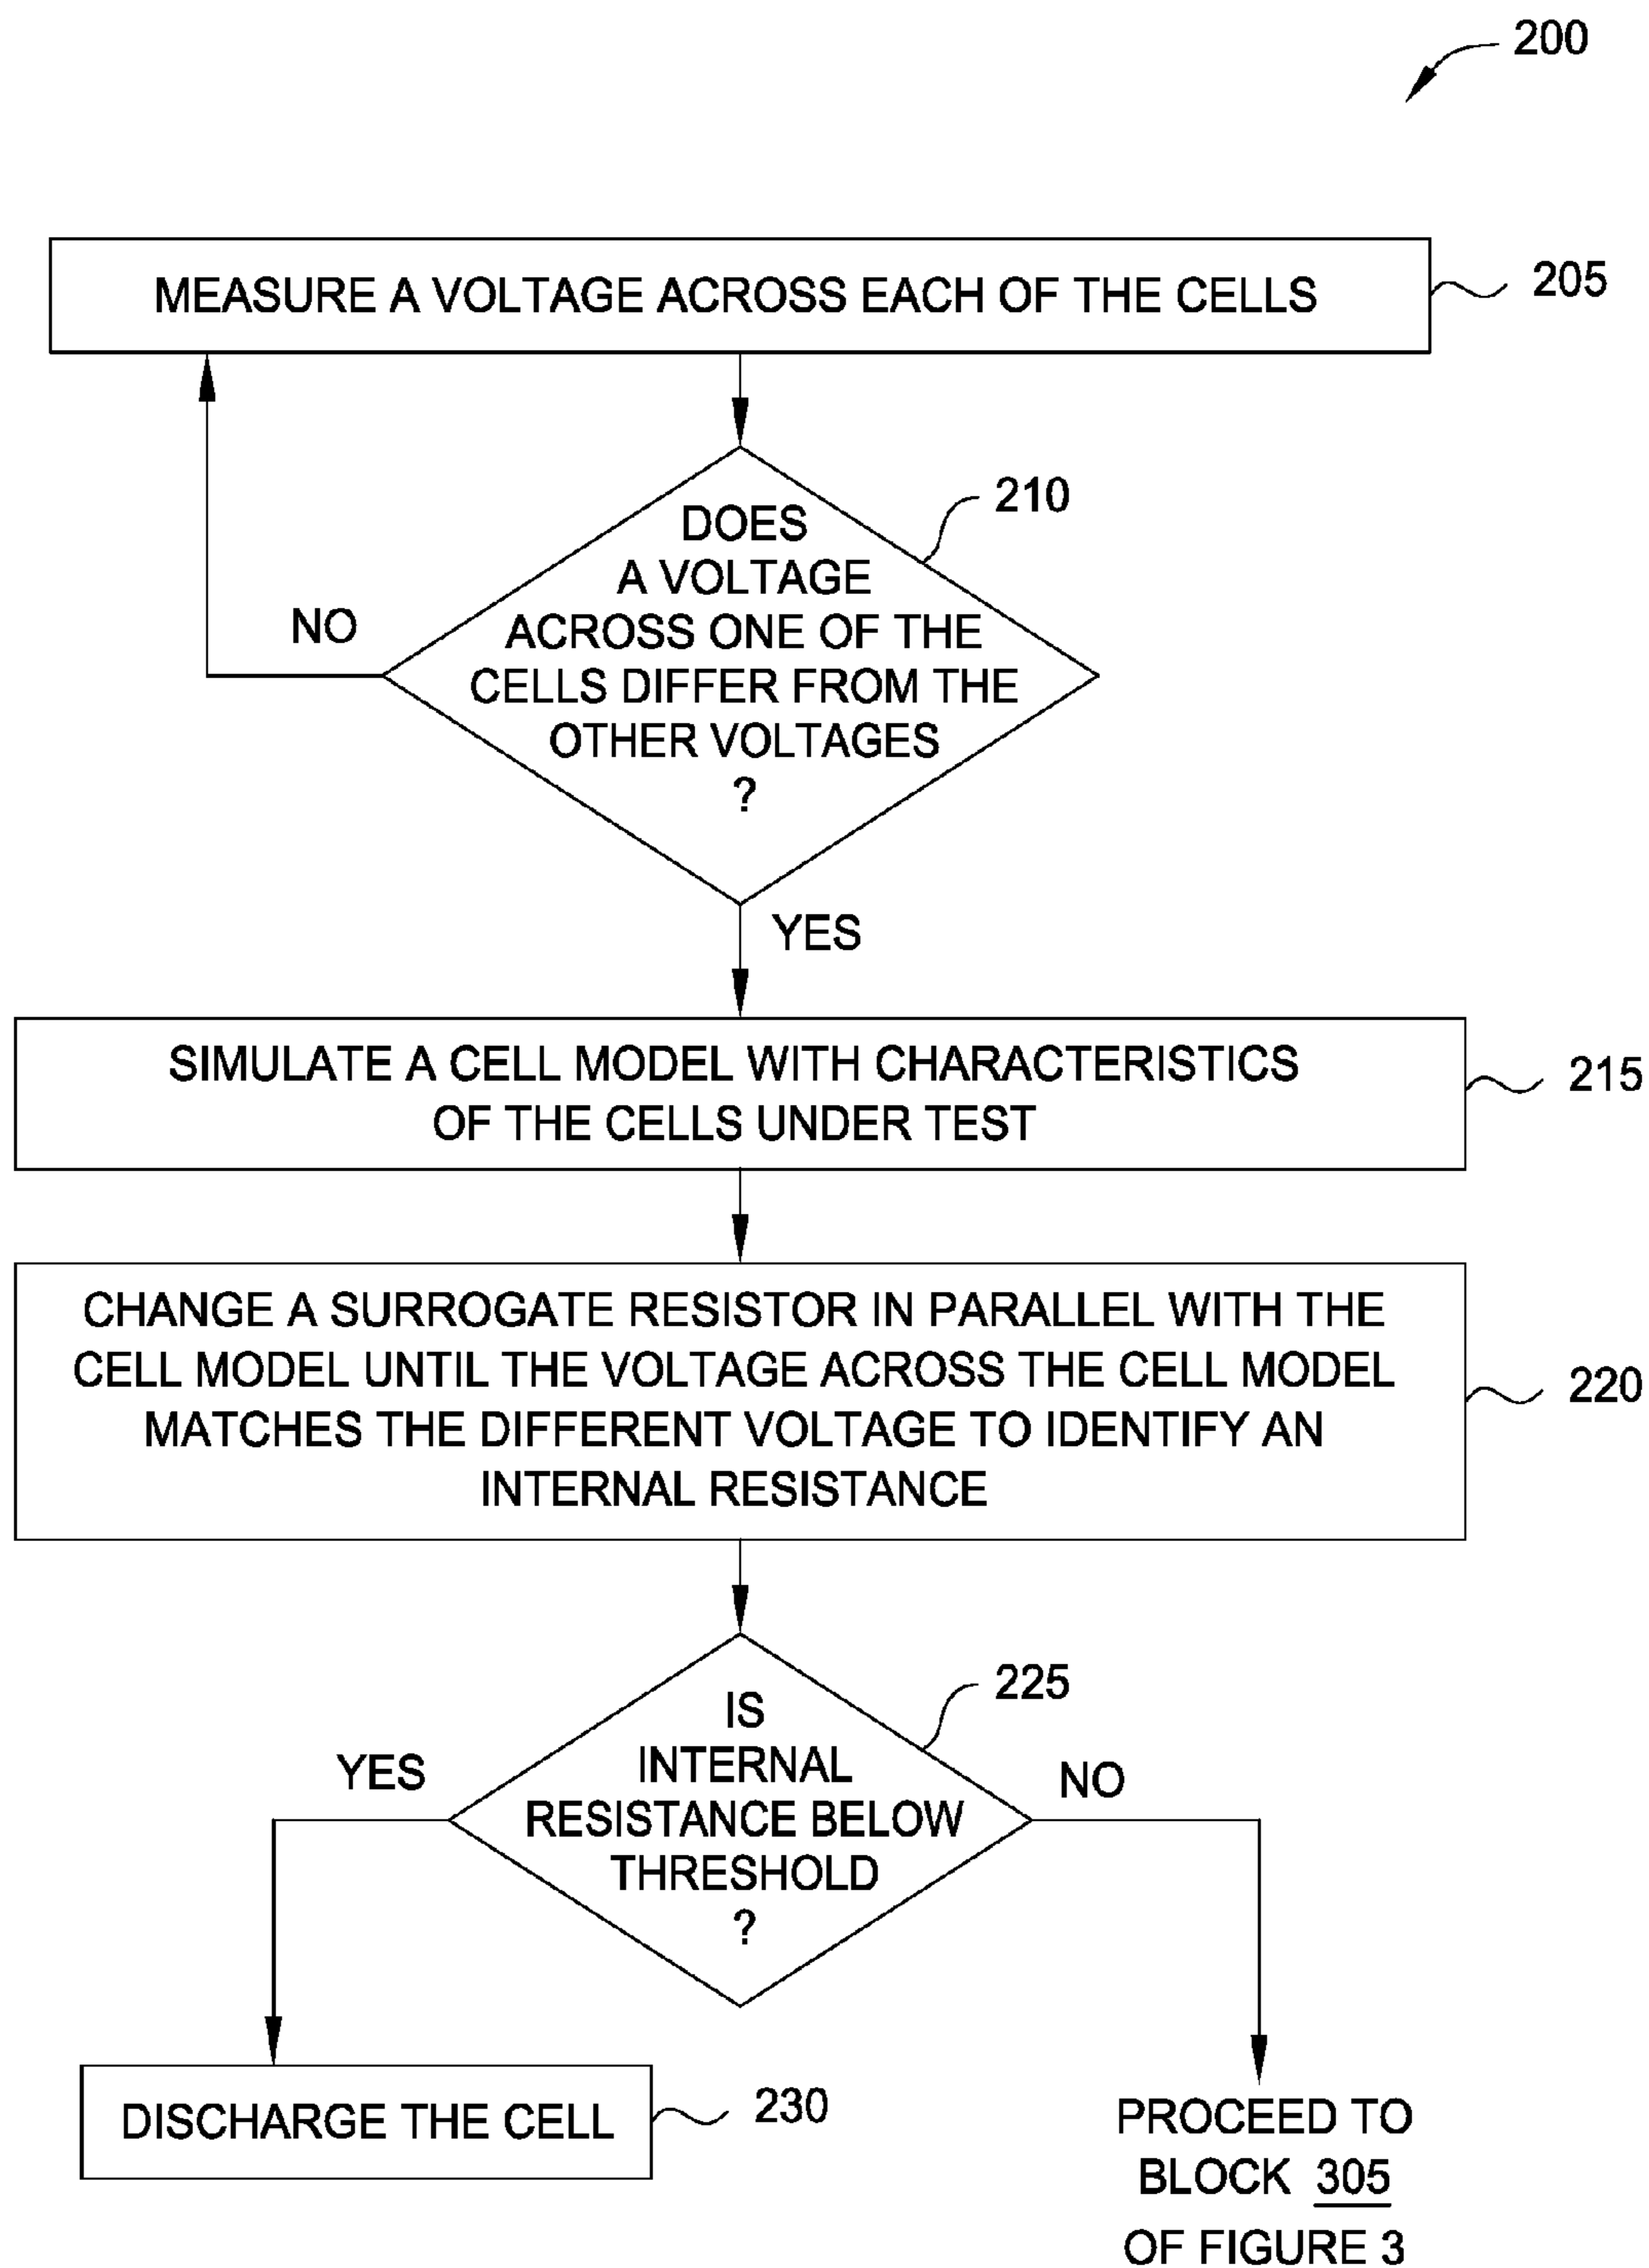 200
MEASURE A VOLTAGE ACROSS EACH OF THE CELLS
205
210
DOES
A VOLTAGE
ACROSS ONE OF THE
CELLS DIFFER FROM THE
OTHER VOLTAGES
?
NO
YES
SIMULATE A CELL MODEL WITH CHARACTERISTICS
OF THE CELLS UNDER TEST
215
CHANGE A SURROGATE RESISTOR IN PARALLEL WITH THE
CELL MODEL UNTIL THE VOLTAGE ACROSS THE CELL MODEL
MATCHES THE DIFFERENT VOLTAGE TO IDENTIFY AN
INTERNAL RESISTANCE
220
225
IS
INTERNAL
RESISTANCE BELOW
THRESHOLD
?
YES
NO
DISCHARGE THE CELL
230
PROCEED TO
BLOCK 305
OF FIGURE 3